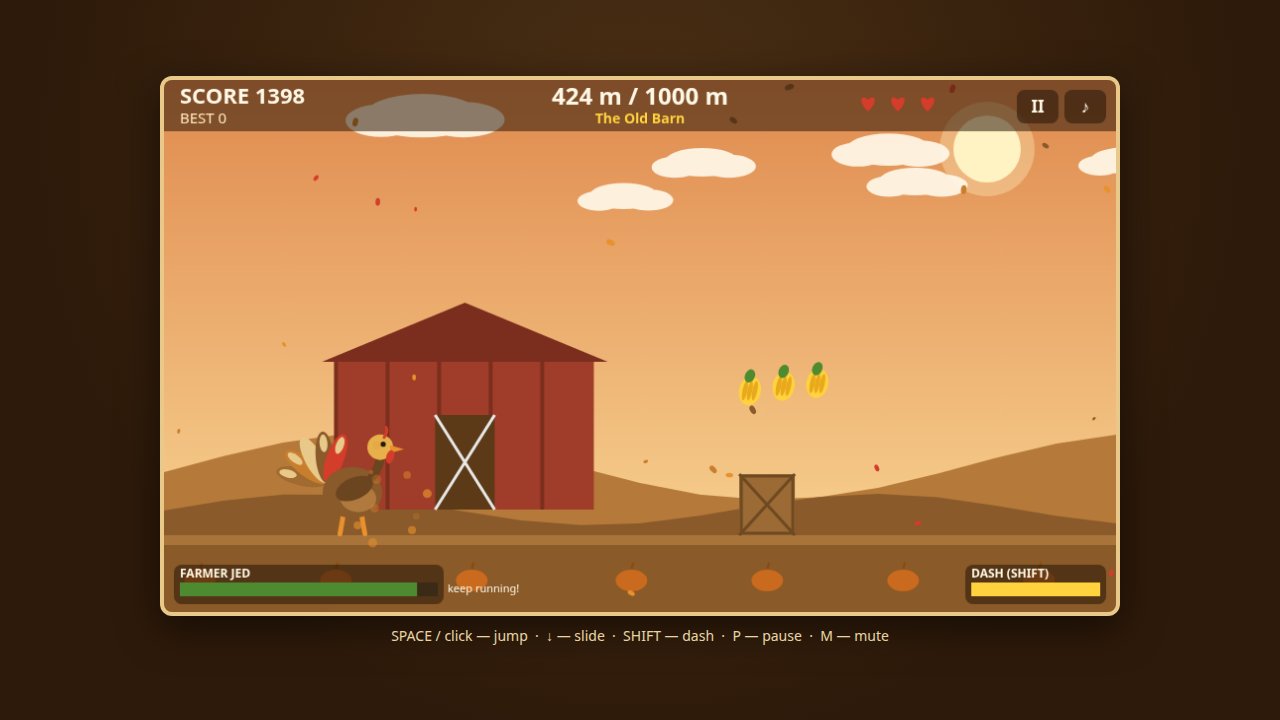 SCORE 1398
BEST 0
424 m / 1000 m
The Old Barn
II ♪
FARMER JED
keep running!
DASH (SHIFT)
SPACE / click — jump · ↓ — slide · SHIFT — dash · P — pause · M — mute